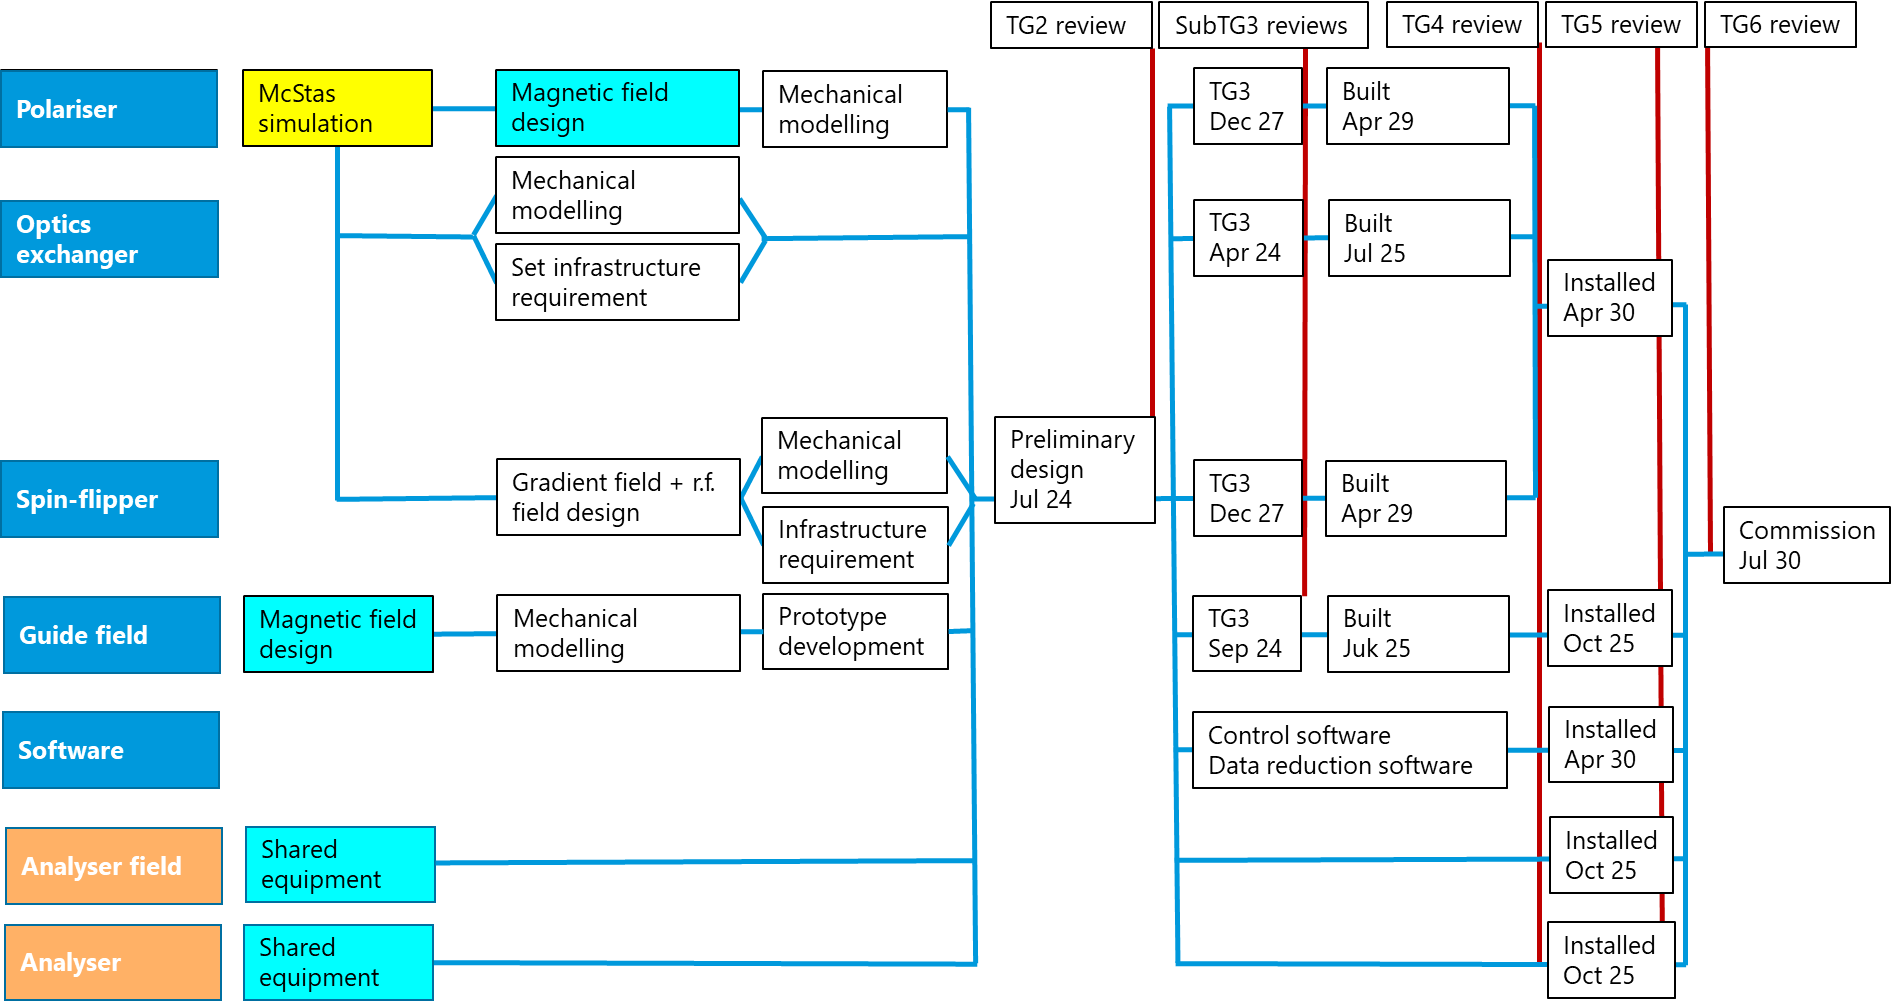 TG2 review
SubTG3 reviews
TG4 review
TG5 review
TG6 review
Polariser
McStas
simulation
Magnetic field
design
Mechanical
modelling
TG3
Dec 27
Built
Apr 29
Optics
exchanger
Mechanical
modelling
Set infrastructure
requirement
TG3
Apr 24
Built
Jul 25
Installed
Apr 30
Spin-flipper
Gradient field + r.f.
field design
Mechanical
modelling
Infrastructure
requirement
Preliminary
design
Jul 24
TG3
Dec 27
Built
Apr 29
Commission
Jul 30
Guide field
Magnetic field
design
Mechanical
modelling
Prototype
development
TG3
Sep 24
Built
Juk 25
Installed
Oct 25
Software
Control software
Data reduction software
Installed
Apr 30
Analyser field
Shared
equipment
Installed
Oct 25
Analyser
Shared
equipment
Installed
Oct 25